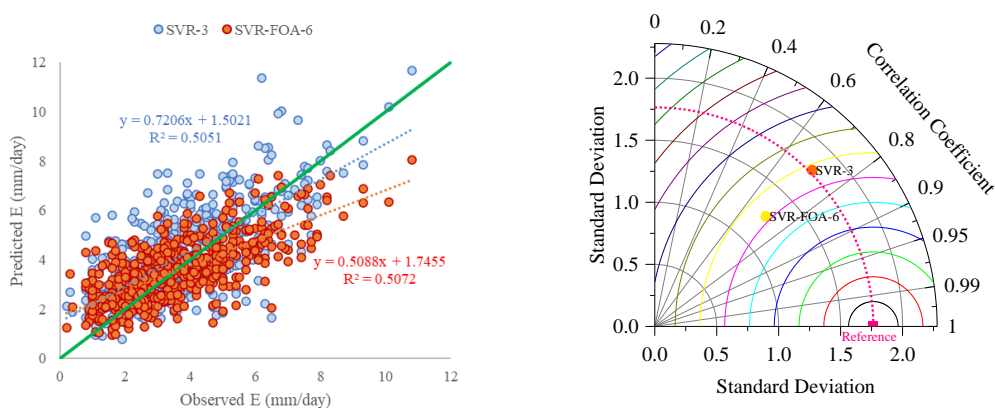 SVR-3 SVR-FOA-6
12
10
8
6
4
2
0
Predicted E (mm/day)
y = 0.7206x + 1.5021
R² = 0.5051
y = 0.5088x + 1.7455
R² = 0.5072
0 2 4 6 8 10 12
Observed E (mm/day)
0
0.2
0.4
0.6
0.8
0.9
0.95
0.99
1
Correlation Coefficient
2.0
1.5
1.0
0.5
0.0
Standard Deviation
SVR-3
SVR-FOA-6
Reference
0.0 0.5 1.0 1.5 2.0
Standard Deviation